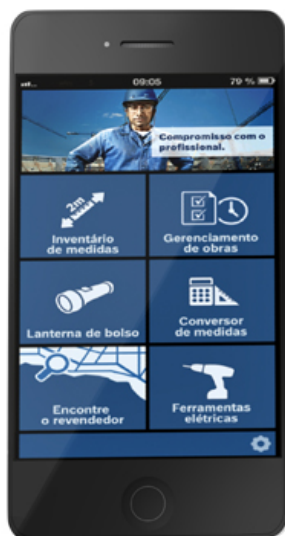 09:05
79 %
Compromisso com o
profissional.
2m
Inventário
de medidas
Gerenciamento
de obras
Lanterna de bolso
Conversor
de medidas
Encontre
o revendedor
Ferramentas
elétricas